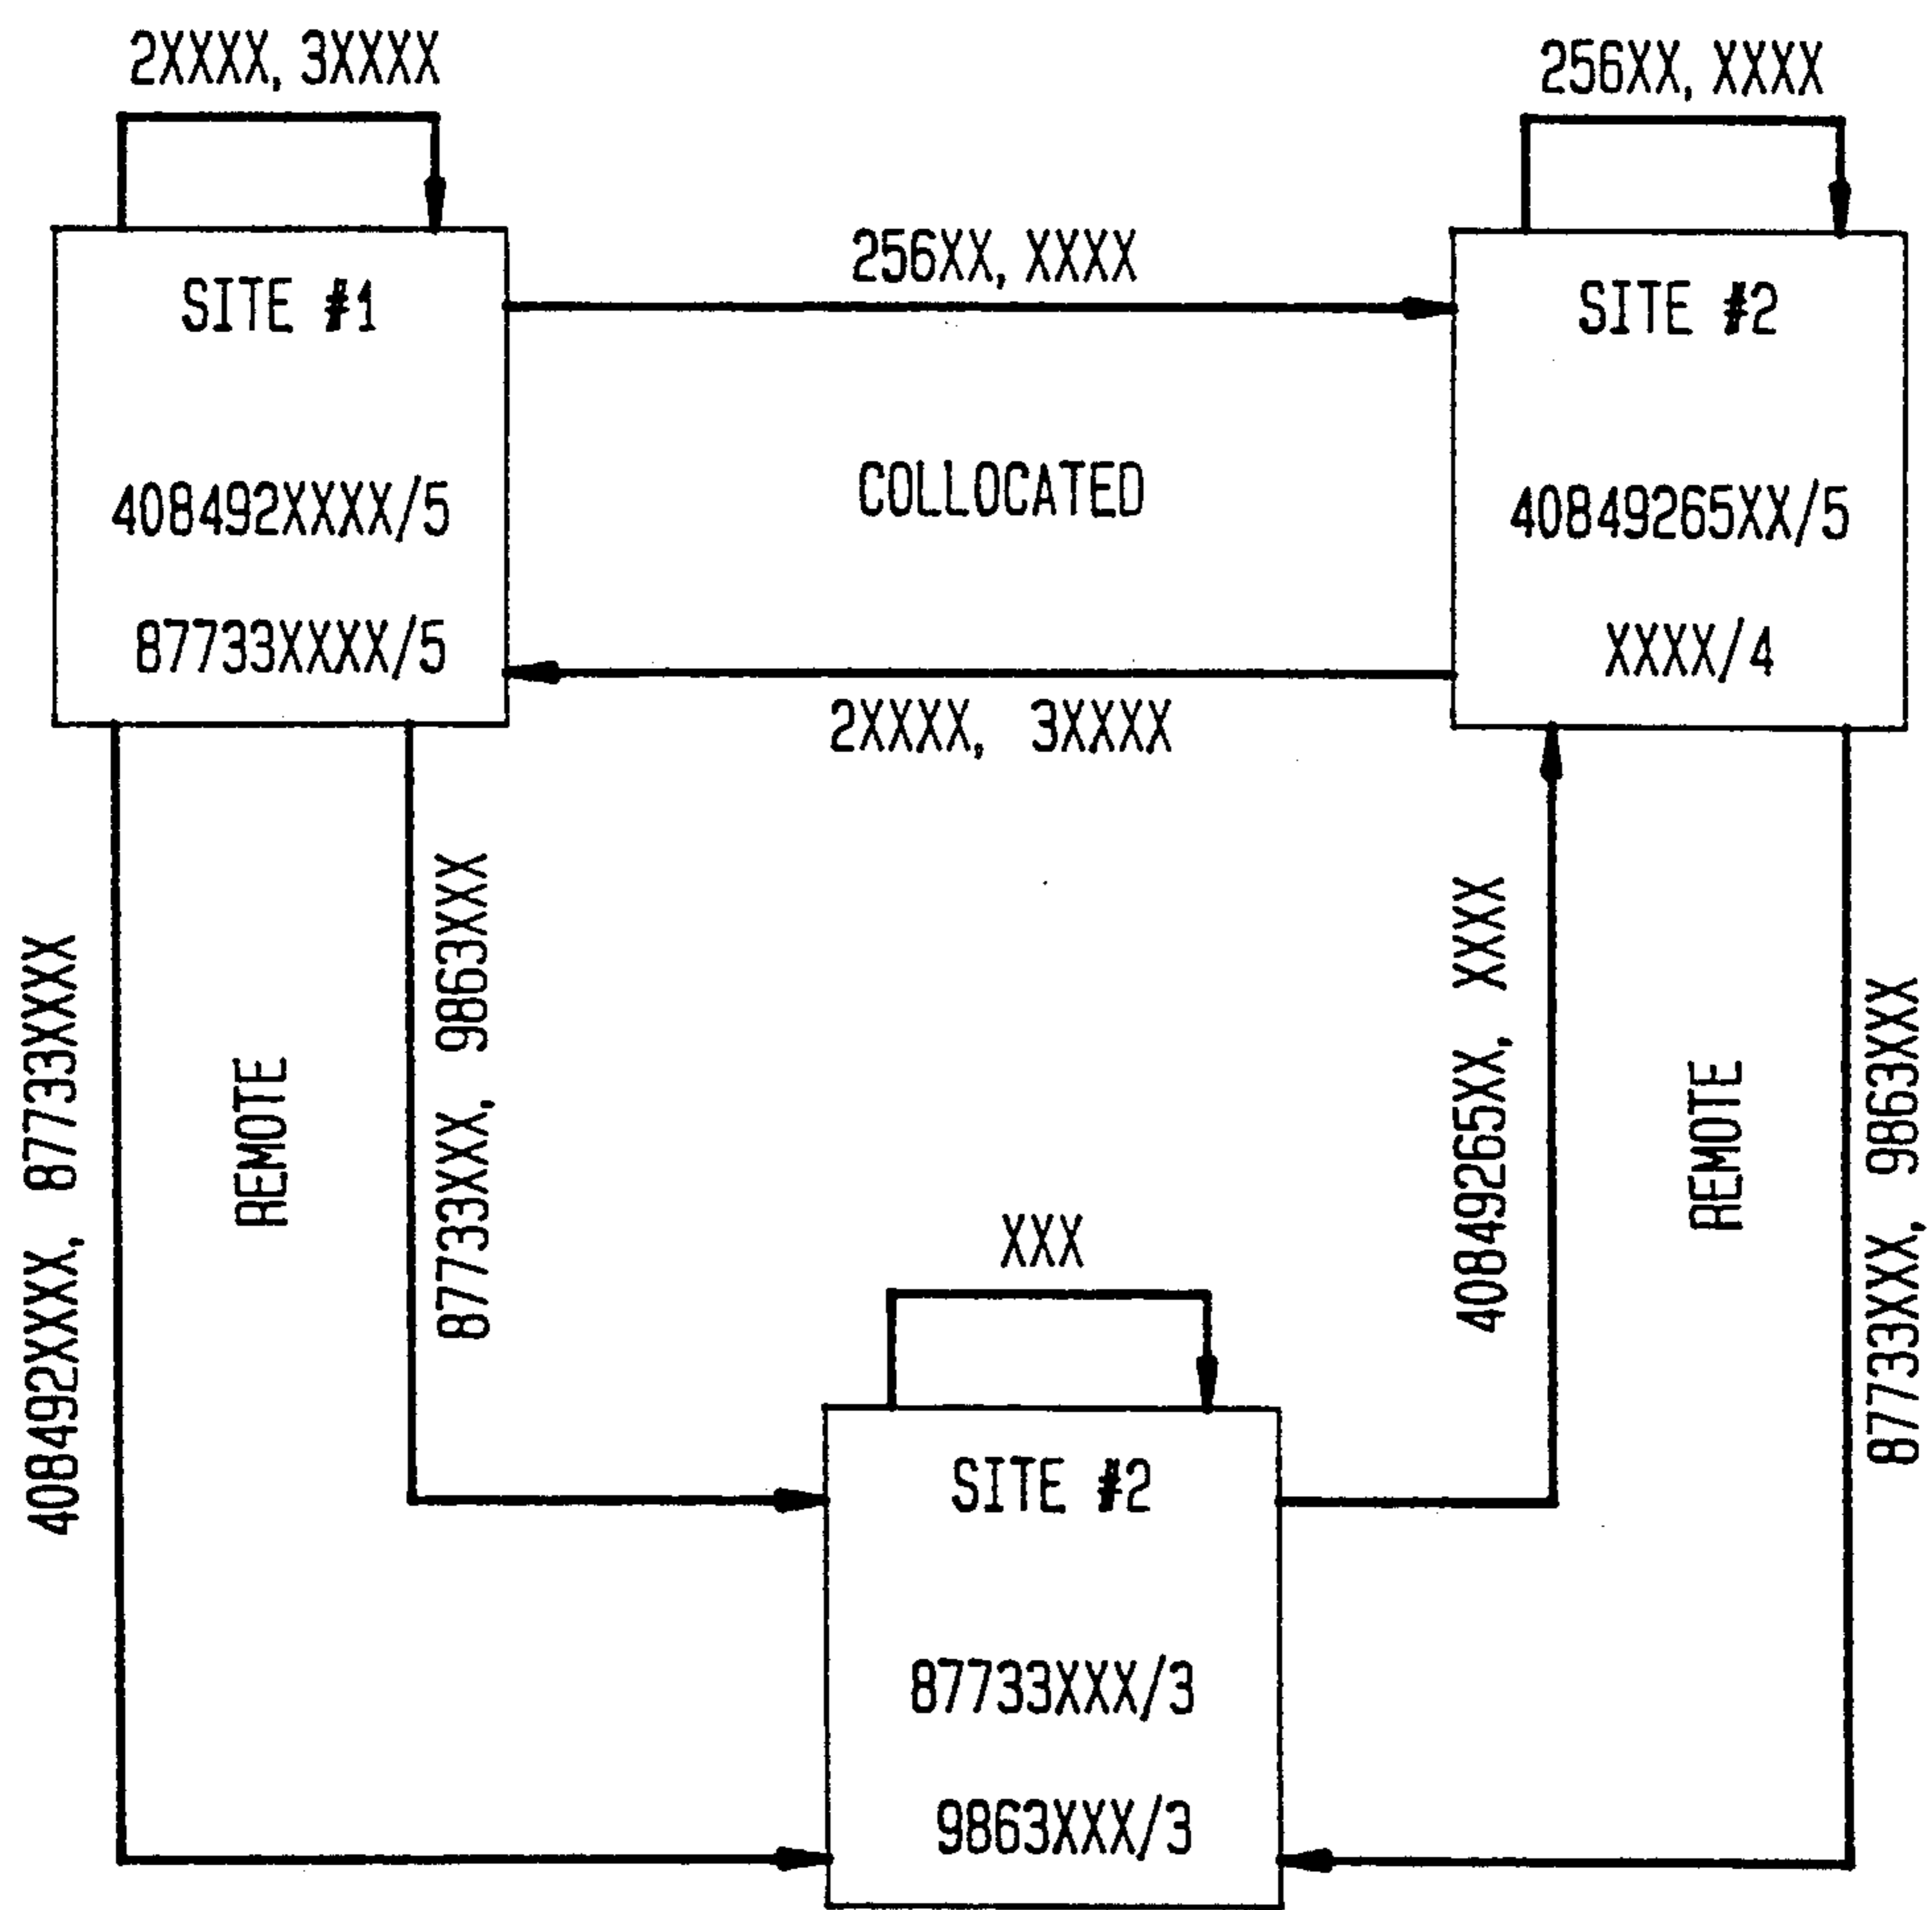 2XXXX, 3XXXX
256XX, XXXX
SITE #1
408492XXXX/5
87733XXXX/5
256XX, XXXX
COLLOCATED
2XXXX, 3XXXX
SITE #2
40849265XX/5
XXXX/4
408492XXXX, 87733XXXX
REMOTE
87733XXX, 9863XXX
40849265XX, XXXX
REMOTE
87733XXX, 9863XXX
XXX
SITE #2
87733XXX/3
9863XXX/3